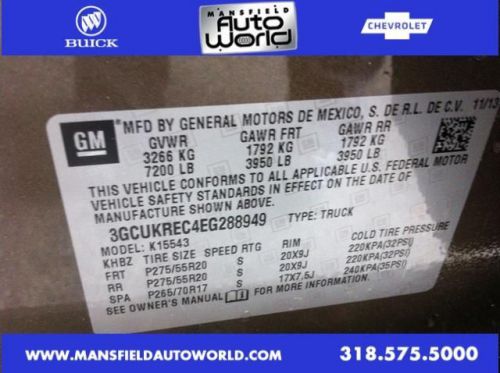 BUICK
MANSFIELD
Auto
World
CHEVROLET
MFD BY GENERAL MOTORS DE MEXICO, S. DE R.L. DE C.V. 11/13
GM
GVWR GAWR FRT GAWR RR
3266 KG 1792 KG 1792 KG
7200 LB 3950 LB 3950 LB
THIS VEHICLE CONFORMS TO ALL APPLICABLE U.S. FEDERAL MOTOR
VEHICLE SAFETY STANDARDS IN EFFECT ON THE DATE OF
MANUFACTURE SHOWN ABOVE.
3GCUKREC4EG288949 TYPE: TRUCK
MODEL: K15543
KHBZ TIRE SIZE SPEED RTG RIM COLD TIRE PRESSURE
FRT P275/55R20 S 20X9J 220KPA(32PSI)
RR P275/55R20 S 20X9J 220KPA(32PSI)
SPA P265/70R17 S 17X7.5J 240KPA(35PSI)
SEE OWNER'S MANUAL FOR MORE INFORMATION.
WWW.MANSFIELDAUTOWORLD.COM 318.575.5000